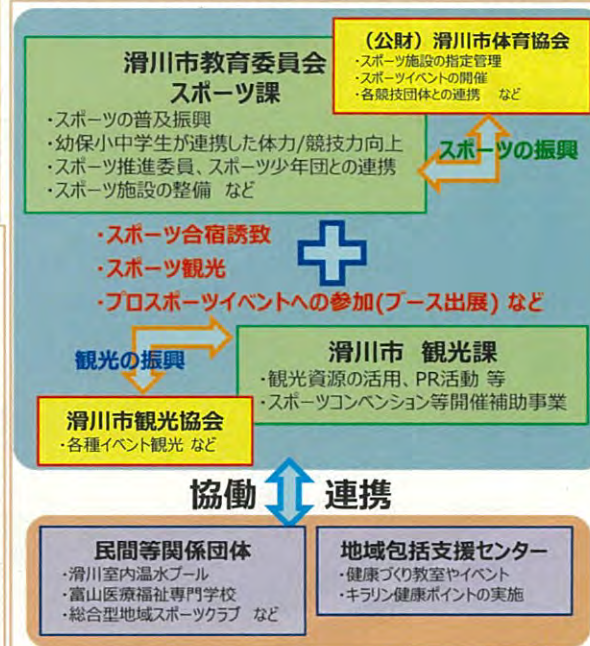 滑川市教育委員会
スポーツ課
・スポーツの普及振興
・幼保小中学生が連携した体力/競技力向上
・スポーツ推進委員、スポーツ少年団との連携
・スポーツ施設の整備 など
（公財）滑川市体育協会
・スポーツ施設の指定管理
・スポーツイベントの開催
・各競技団体との連携 など
スポーツの振興
・スポーツ合宿誘致
・スポーツ観光
・プロスポーツイベントへの参加(ブース出展) など
観光の振興
滑川市 観光課
・観光資源の活用、PR活動 等
・スポーツコンベンション等開催補助事業
滑川市観光協会
・各種イベント観光 など
協働 連携
民間等関係団体
・滑川室内温水プール
・富山医療福祉専門学校
・総合型地域スポーツクラブ など
地域包括支援センター
・健康づくり教室やイベント
・キラリン健康ポイントの実施